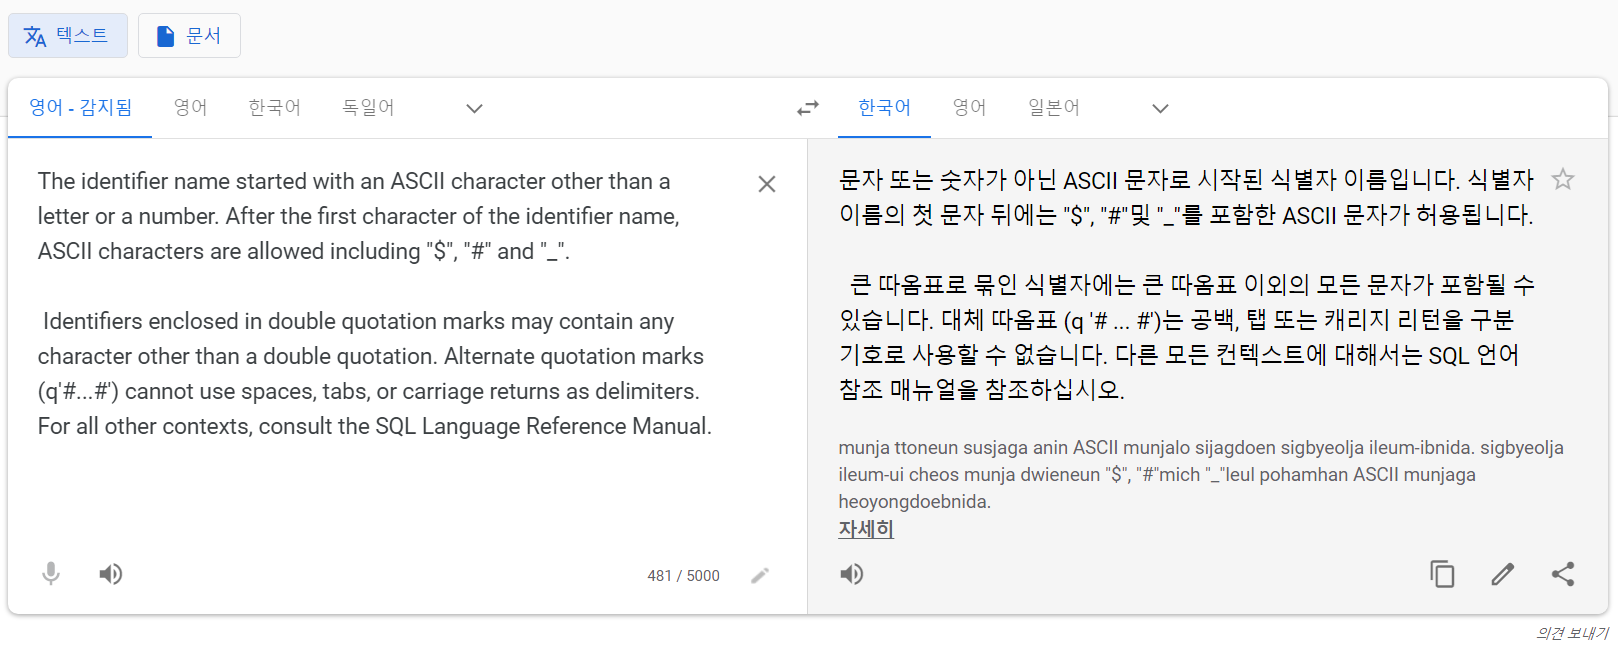 텍스트
문서
영어 - 감지됨
영어
한국어
독일어
한국어
영어
일본어
The identifier name started with an ASCII character other than a
letter or a number. After the first character of the identifier name,
ASCII characters are allowed including "$", "#" and "_".
Identifiers enclosed in double quotation marks may contain any
character other than a double quotation. Alternate quotation marks
(q'#...#') cannot use spaces, tabs, or carriage returns as delimiters.
For all other contexts, consult the SQL Language Reference Manual.
481 / 5000
문자 또는 숫자가 아닌 ASCII 문자로 시작된 식별자 이름입니다. 식별자
이름의 첫 문자 뒤에는 "$", "#"및 "_"를 포함한 ASCII 문자가 허용됩니다.
큰 따옴표로 묶인 식별자에는 큰 따옴표 이외의 모든 문자가 포함될 수
있습니다. 대체 따옴표 (q '# ... #')는 공백, 탭 또는 캐리지 리턴을 구분
기호로 사용할 수 없습니다. 다른 모든 컨텍스트에 대해서는 SQL 언어
참조 매뉴얼을 참조하십시오.
munja ttoneun susjaga anin ASCII munjalo sijagdoen sigbyeolja ileum-ibnida. sigbyeolja
ileum-ui cheos munja dwieneun "$", "#"mich "_"leul pohamhan ASCII munjaga
heoyongdoebnida.
자세히
의견 보내기